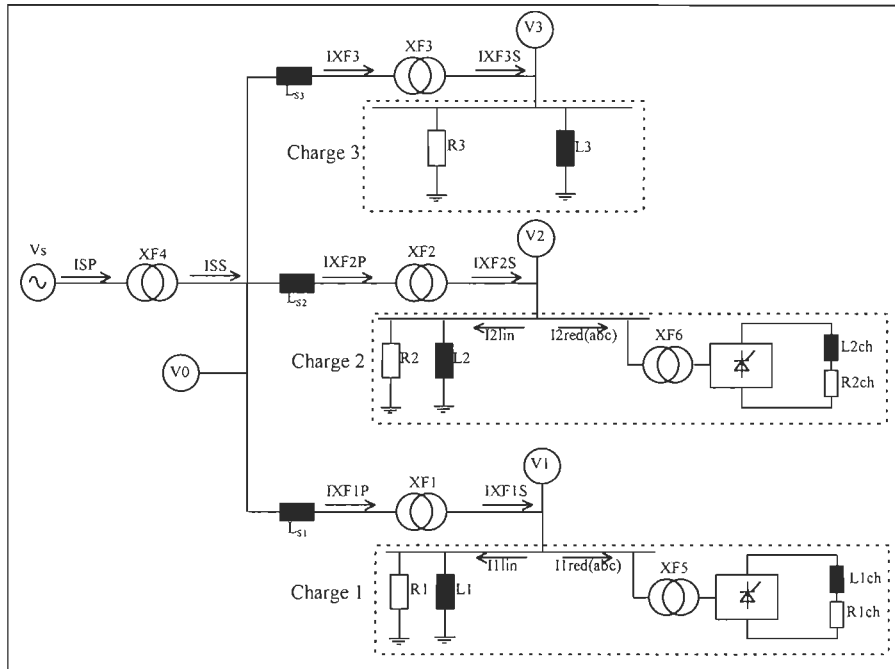 V3
IXF3
XF3
IXF3S
LS3
Charge 3
R3
L3
Vs
ISP
XF4
ISS
V2
IXF2P
XF2
IXF2S
LS2
I2lin
I2red(abc)
XF6
Charge 2
R2
L2
L2ch
R2ch
V0
V1
IXF1P
XF1
IXF1S
LS1
I1lin
I1red(abc)
XF5
Charge 1
R1
L1
L1ch
R1ch